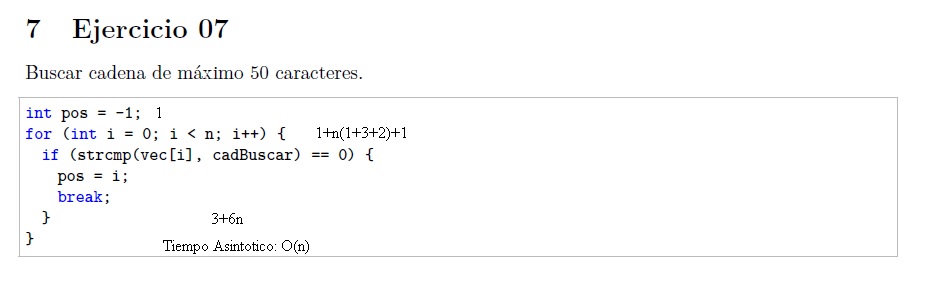 7 Ejercicio 07
Buscar cadena de máximo 50 caracteres.
int pos = -1; 1
for (int i = 0; i < n; i++) { 1+n(1+3+2)+1
if (strcmp(vec[i], cadBuscar) == 0) {
pos = i;
break;
} 3+6n
} Tiempo Asintotico: O(n)